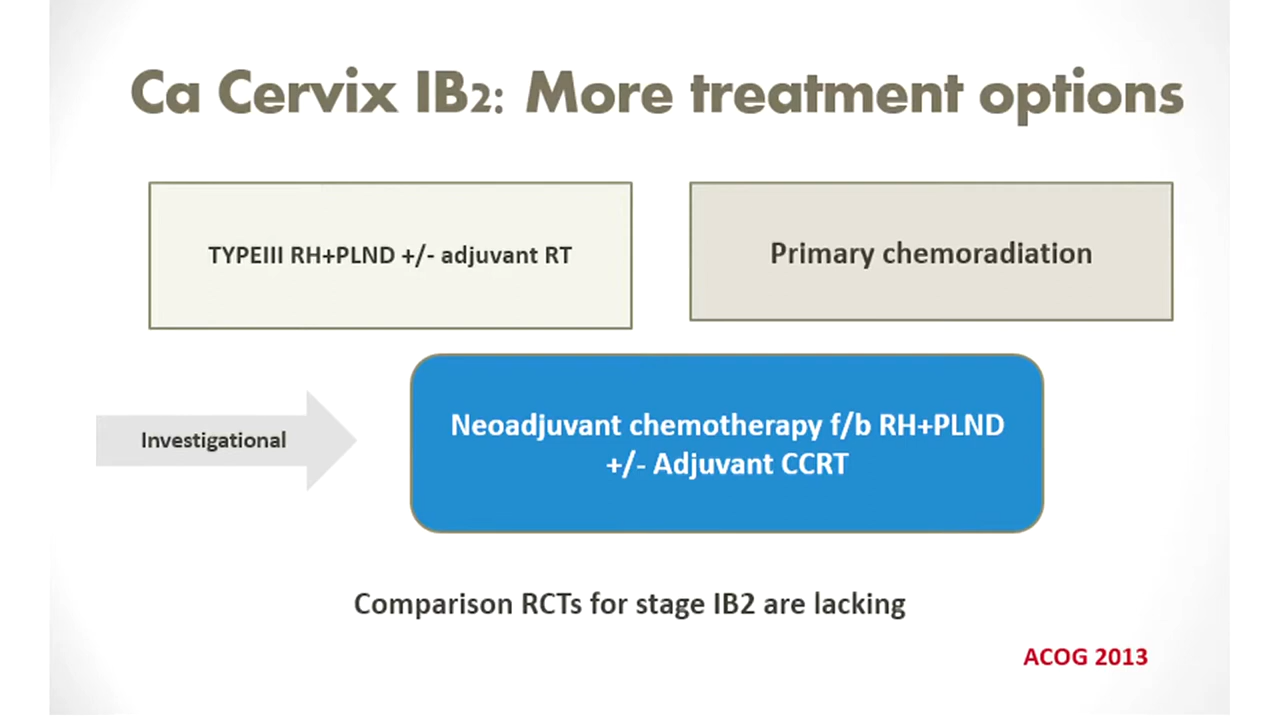 Ca Cervix IB2: More treatment options
TYPEIII RH+PLND +/- adjuvant RT
Primary chemoradiation
Investigational
Neoadjuvant chemotherapy f/b RH+PLND
+/- Adjuvant CCRT
Comparison RCTs for stage IB2 are lacking
ACOG 2013